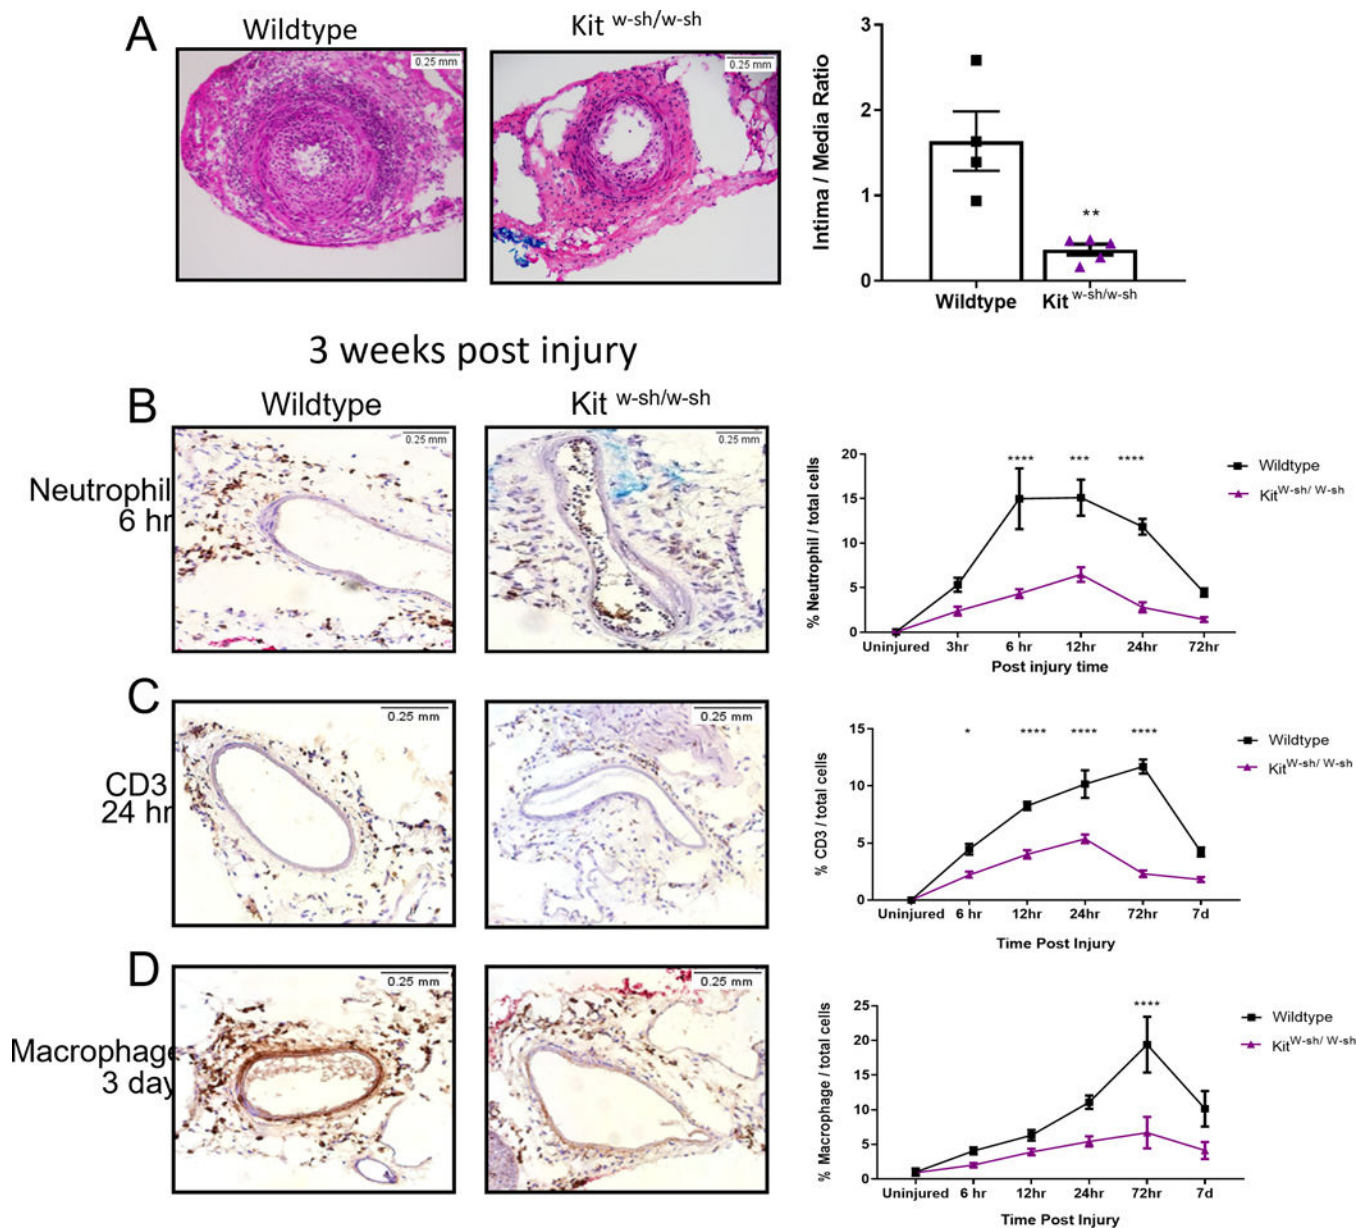 A
Wildtype
Kit w-sh/w-sh
0.25 mm
0.25 mm
3
2
1
0
Intima / Media Ratio
**
Wildtype
Kit w-sh/w-sh
3 weeks post injury
B
Wildtype
Kit w-sh/w-sh
Neutrophil
6 hr
0.25 mm
0.25 mm
20
15
10
5
0
% Neutrophil / total cells
****
***
****
Uninjured
3hr
6 hr
12hr
24hr
72hr
Post injury time
Wildtype
Kit W-sh/ W-sh
C
CD3
24 hr
0.25 mm
0.25 mm
15
10
5
0
% CD3 / total cells
*
****
****
****
Uninjured
6 hr
12hr
24hr
72hr
7d
Time Post Injury
Wildtype
Kit W-sh/ W-sh
D
Macrophage
3 day
0.25 mm
0.25 mm
25
20
15
10
5
0
% Macrophage / total cells
****
Uninjured
6 hr
12hr
24hr
72hr
7d
Time Post Injury
Wildtype
Kit W-sh/ W-sh